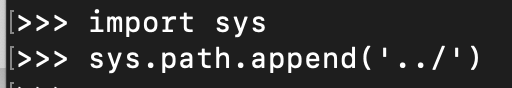 >>> import sys
>>> sys.path.append('../')
>>>